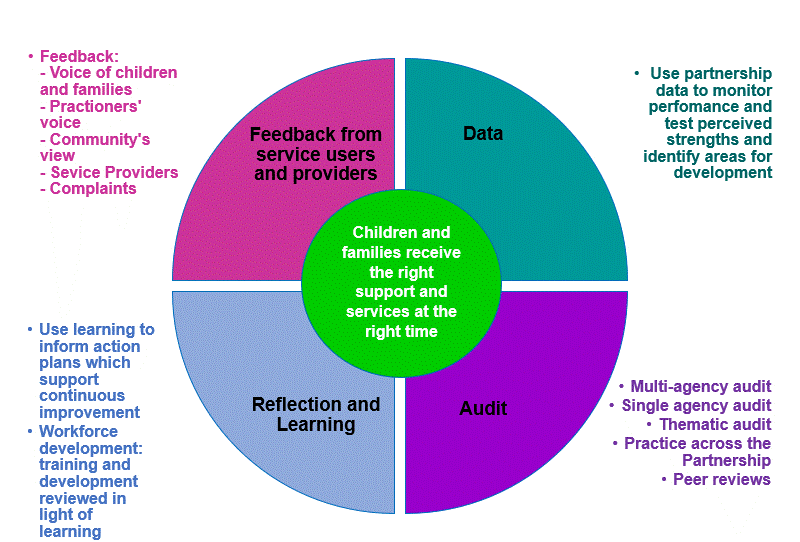 • Feedback:
- Voice of children
and families
- Practioners'
voice
- Community's
view
- Sevice Providers
- Complaints
Feedback from
service users
and providers
Data
• Use partnership
data to monitor
perfomance and
test perceived
strengths and
identify areas for
development
Children and
families receive
the right
support and
services at the
right time
• Use learning to
inform action
plans which
support
continuous
improvement
• Workforce
development:
training and
development
reviewed in
light of
learning
Reflection and
Learning
Audit
• Multi-agency audit
• Single agency audit
• Thematic audit
• Practice across the
Partnership
• Peer reviews